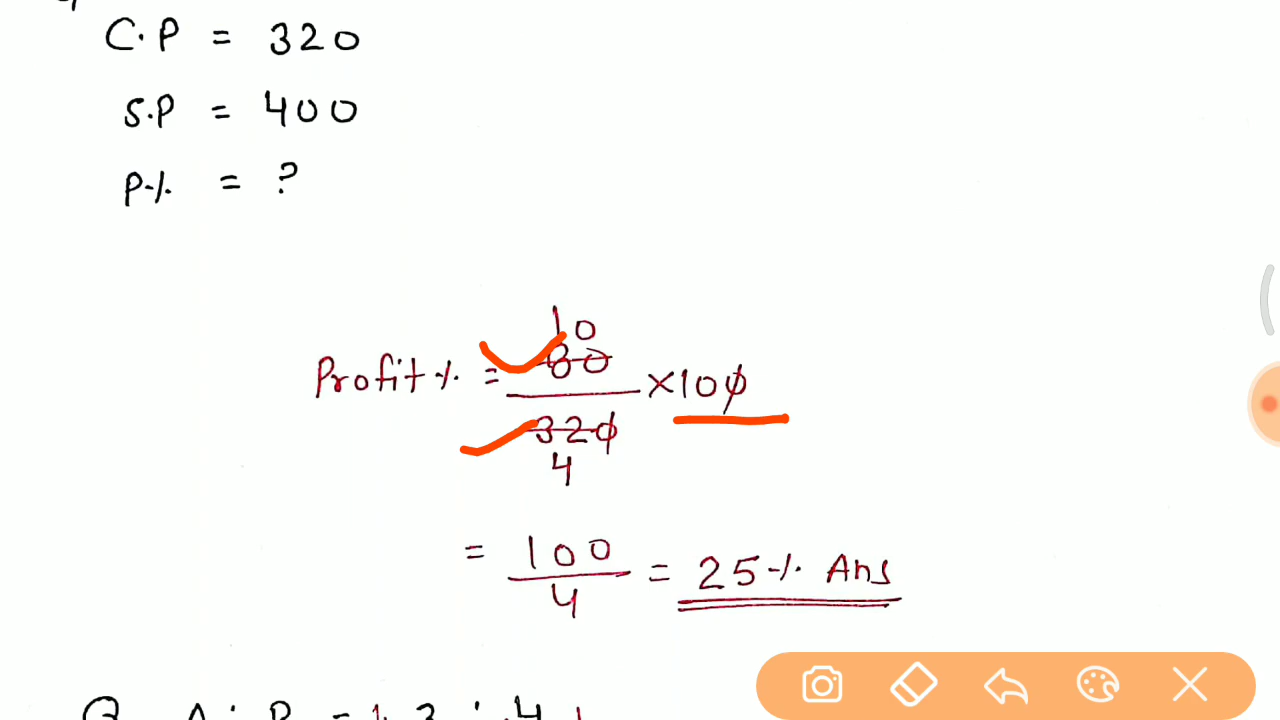 C.P = 320
S.P = 400
P% = ?
10
Profit% = 80/320 ×100
4
= 100/4 = 25% Ans